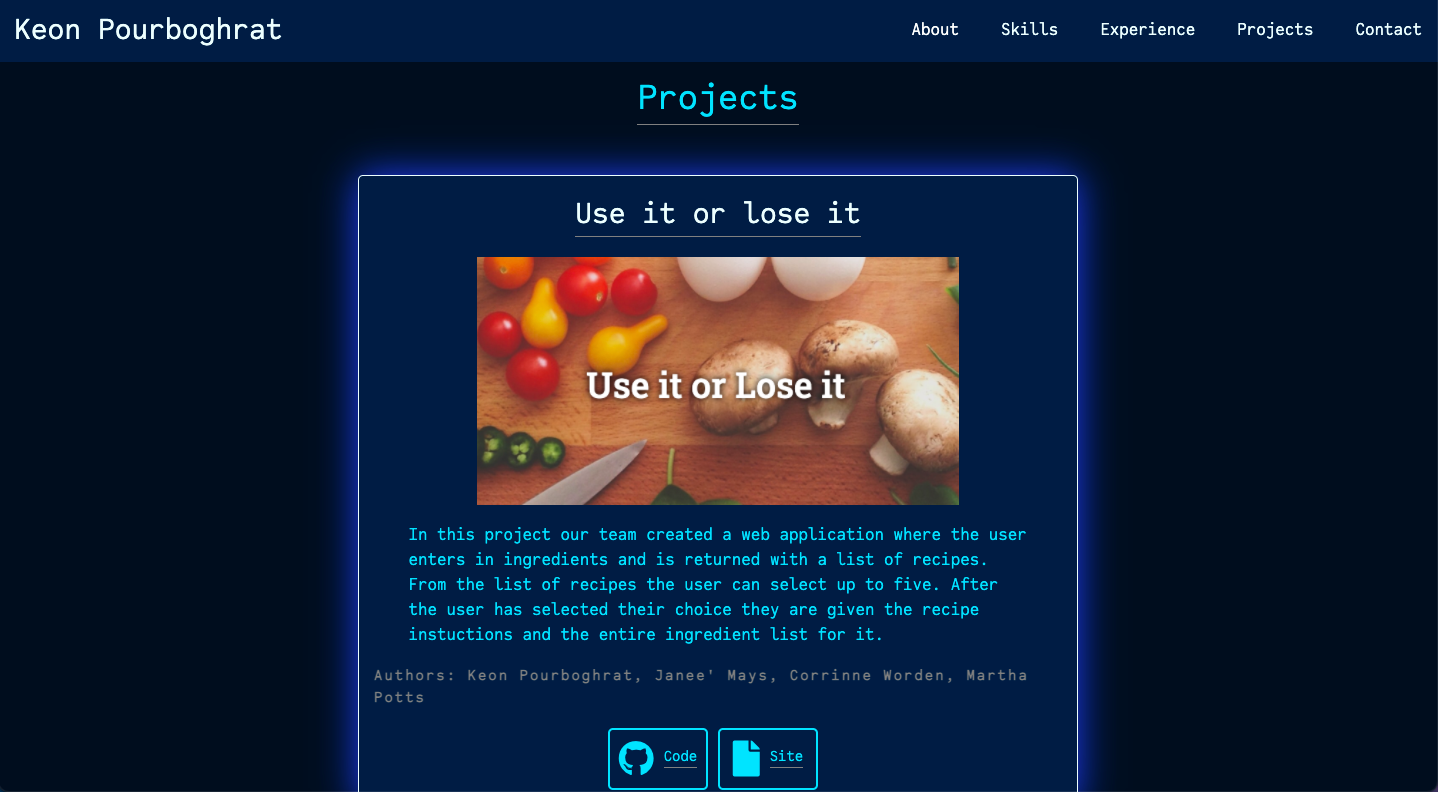 Keon Pourboghrat
About Skills Experience Projects Contact
Projects
Use it or lose it
Use it or Lose it
In this project our team created a web application where the user
enters in ingredients and is returned with a list of recipes.
From the list of recipes the user can select up to five. After
the user has selected their choice they are given the recipe
instuctions and the entire ingredient list for it.
Authors: Keon Pourboghrat, Janee' Mays, Corrinne Worden, Martha
Potts
Code Site